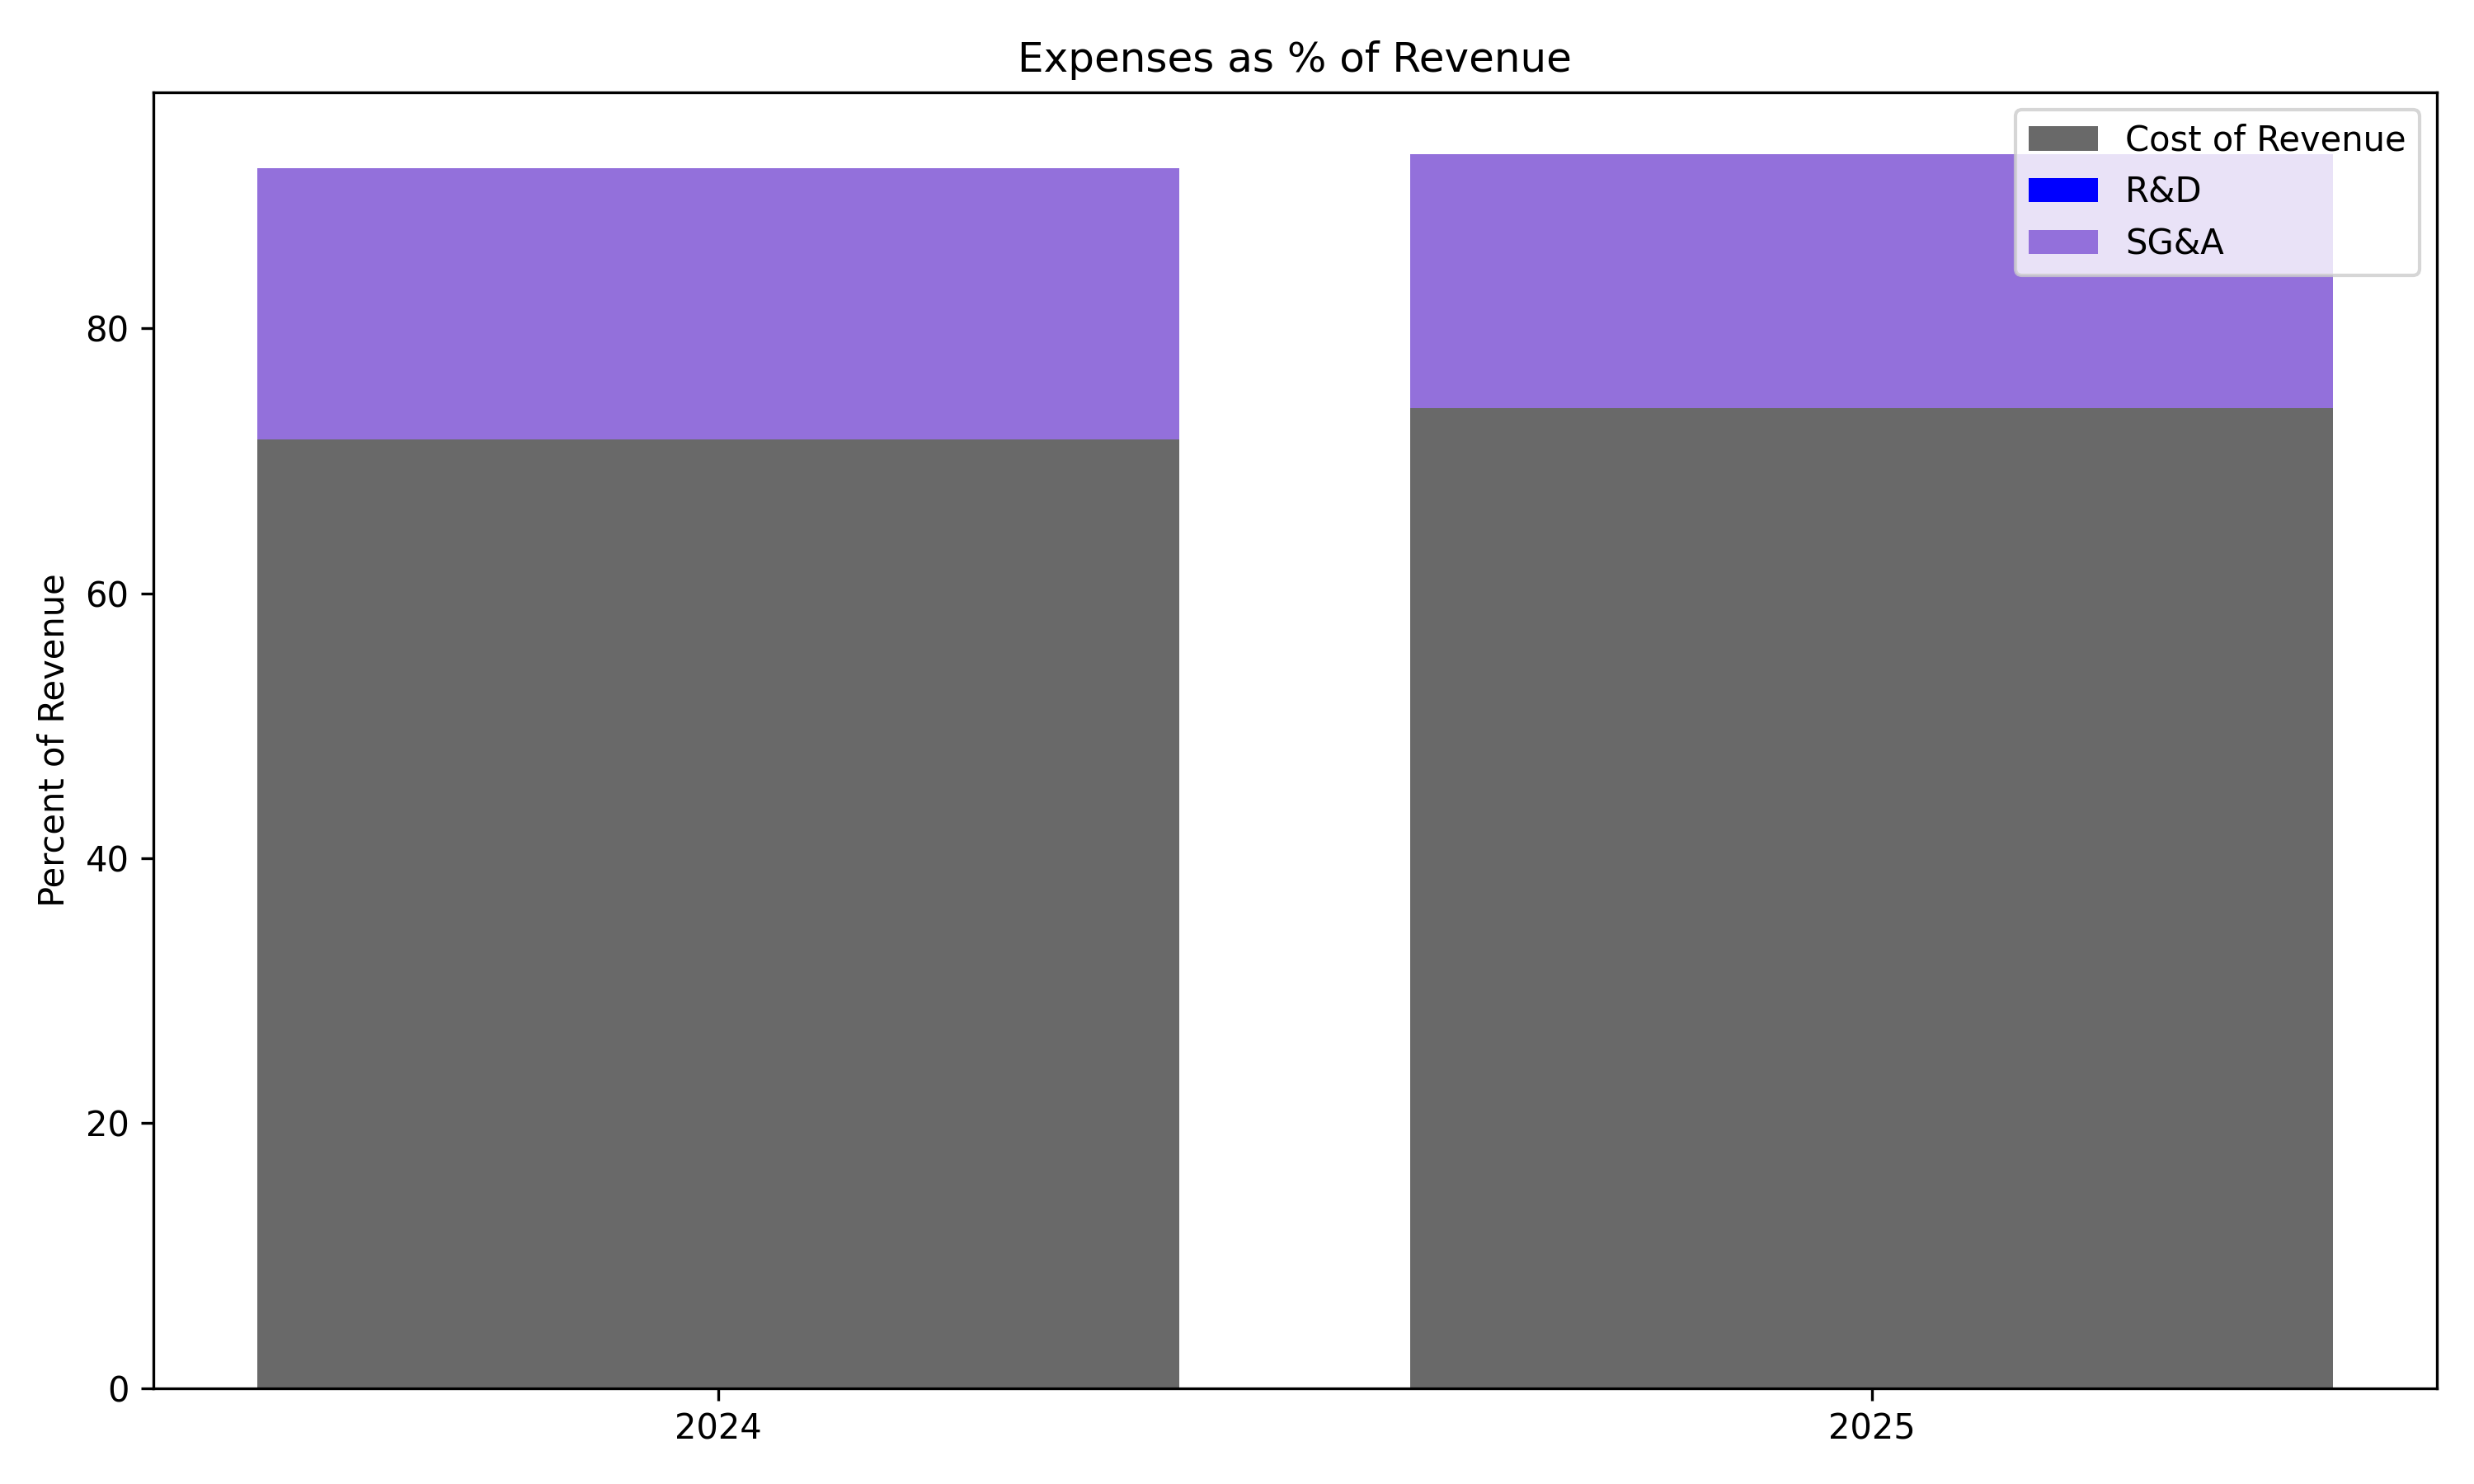 Expenses as % of Revenue
Cost of Revenue
R&D
SG&A
Percent of Revenue
80
60
40
20
0
2024
2025